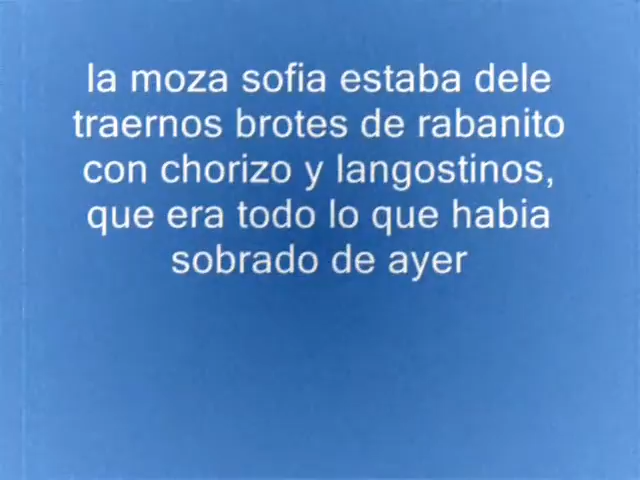 la moza sofia estaba dele
traernos brotes de rabanito
con chorizo y langostinos,
que era todo lo que habia
sobrado de ayer